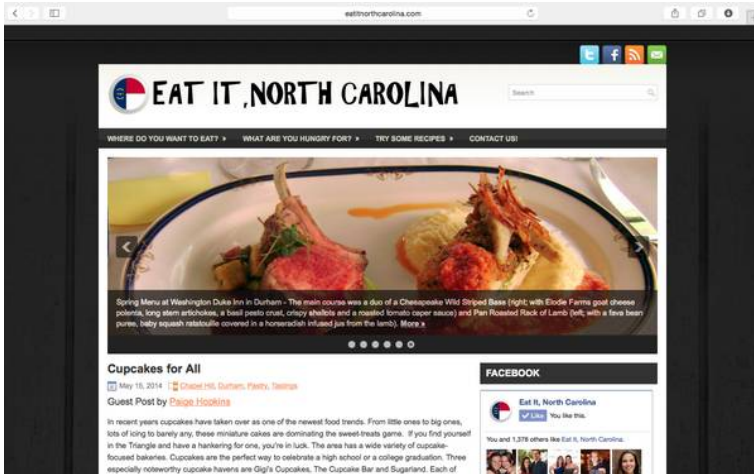 eatitnorthcarolina.com
EAT IT, NORTH CAROLINA
Search
WHERE DO YOU WANT TO EAT? » WHAT ARE YOU HUNGRY FOR? » TRY SOME RECIPES » CONTACT US!
Spring Menu at Washington Duke Inn in Durham - The main course was a duo of a Chesapeake Wild Striped Bass (right; with Elodie Farms goat cheese
polenta, long stem artichokes, a basil pesto crust, crispy shallots and a roasted tomato caper sauce) and Pan Roasted Rack of Lamb (left; with a fava bean
puree, baby squash ratatouille covered in a horseradish infused jus from the lamb). More »
Cupcakes for All
May 15, 2014 Chapel Hill, Durham, Pastry, Tastings
Guest Post by Paige Hopkins
In recent years cupcakes have taken over as one of the newest food trends. From little ones to big ones,
lots of icing to barely any, these miniature cakes are dominating the sweet-treats game. If you find yourself
in the Triangle and have a hankering for one, you're in luck. The area has a wide variety of cupcake-
focused bakeries. Cupcakes are the perfect way to celebrate a high school or a college graduation. Three
especially noteworthy cupcake havens are Gigi's Cupcakes, The Cupcake Bar and Sugarland. Each of
FACEBOOK
Eat It, North Carolina
Like You like this.
You and 1,376 others like Eat It, North Carolina.